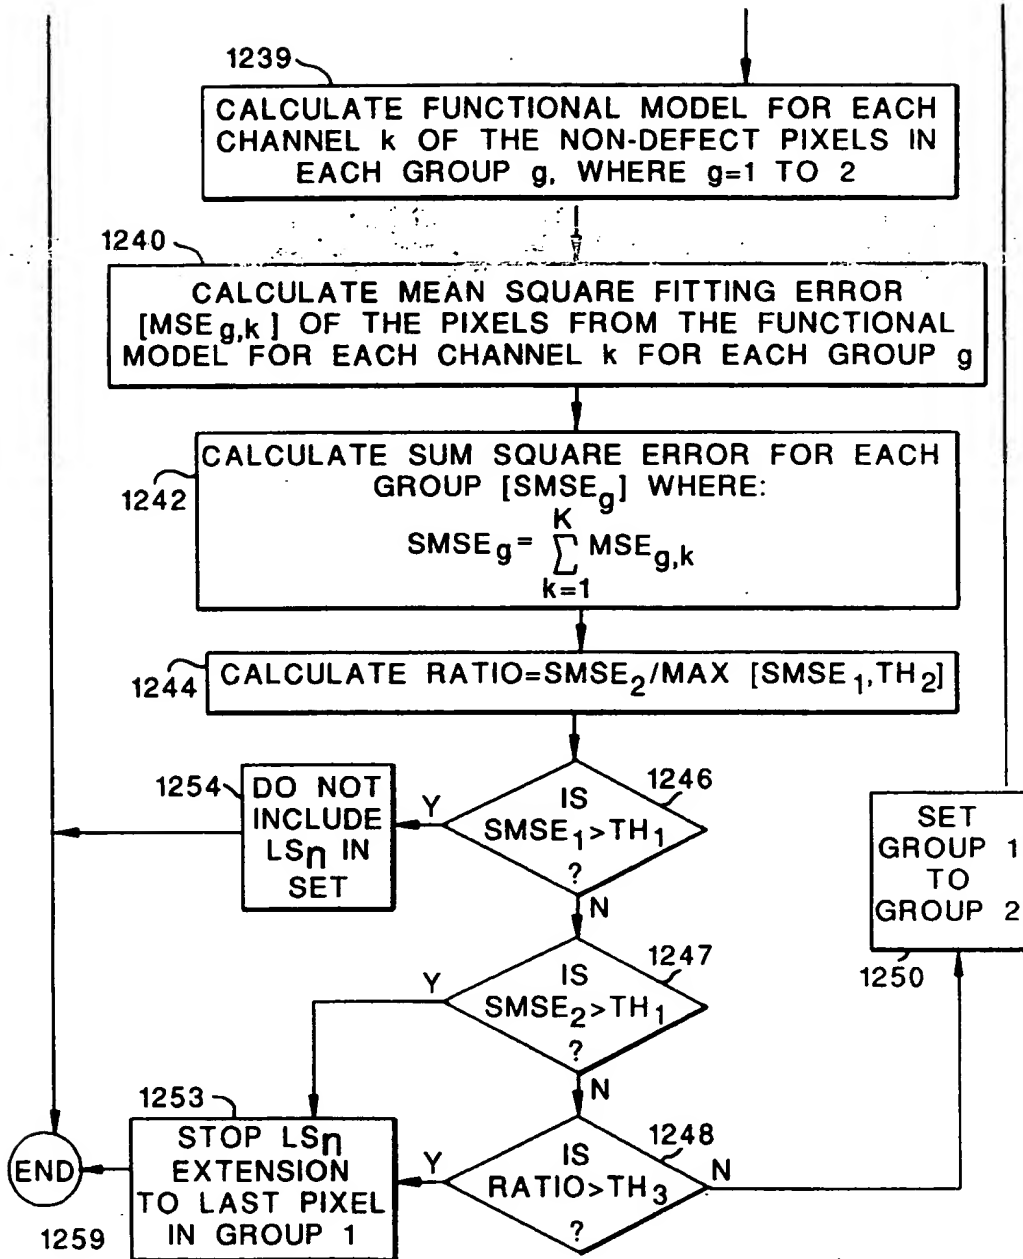 1239
CALCULATE FUNCTIONAL MODEL FOR EACH
CHANNEL k OF THE NON-DEFECT PIXELS IN
EACH GROUP g, WHERE g=1 TO 2
1240
CALCULATE MEAN SQUARE FITTING ERROR
[MSEg,k] OF THE PIXELS FROM THE FUNCTIONAL
MODEL FOR EACH CHANNEL k FOR EACH GROUP g
1242
CALCULATE SUM SQUARE ERROR FOR EACH
GROUP [SMSEg] WHERE:
K
SMSEg= ∑ MSEg,k
k=1
1244
CALCULATE RATIO=SMSE2/MAX [SMSE1,TH2]
1254
DO NOT
INCLUDE
LSn IN
SET
Y
1246
IS
SMSE1>TH1
?
N
SET
GROUP 1
TO
GROUP 2
1250
Y
1247
IS
SMSE2>TH1
?
N
1253
STOP LSn
EXTENSION
TO LAST PIXEL
IN GROUP 1
Y
1248
IS
RATIO>TH3
?
N
END
1259